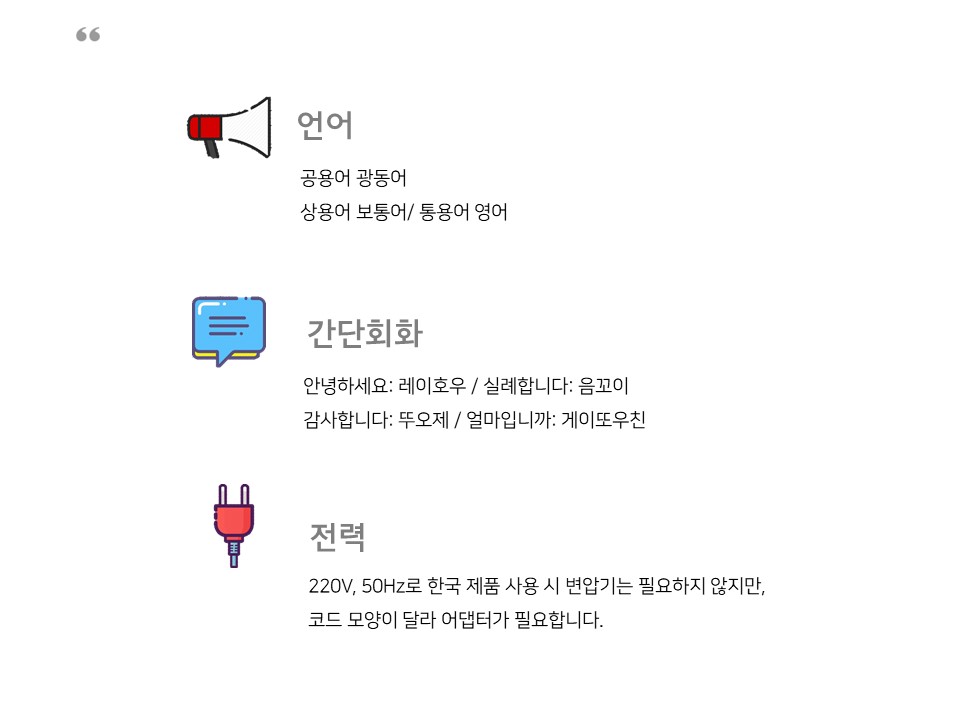 “
언어
공용어 광동어
상용어 보통어/ 통용어 영어
간단회화
안녕하세요: 레이호우 / 실례합니다: 음꼬이
감사합니다: 뚜오제 / 얼마입니까: 게이또우친
전력
220V, 50Hz로 한국 제품 사용 시 변압기는 필요하지 않지만,
코드 모양이 달라 어댑터가 필요합니다.